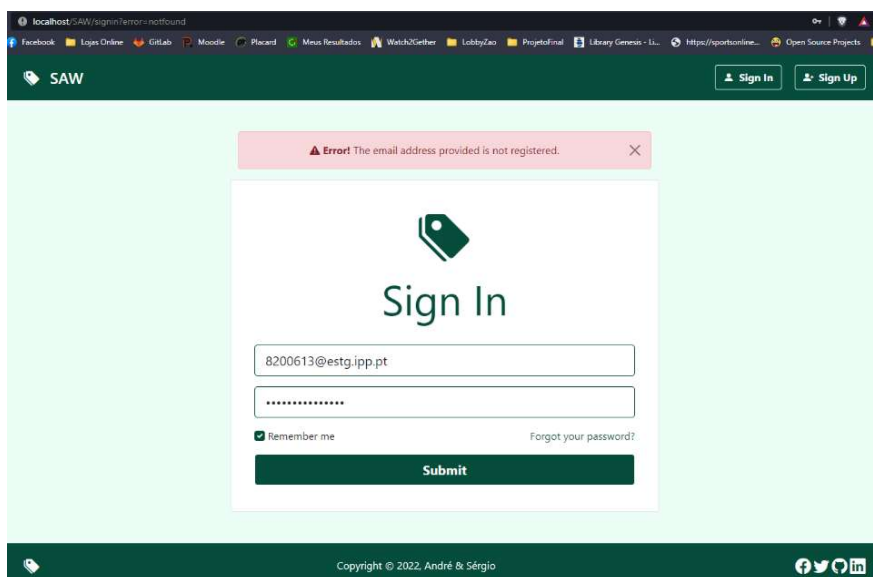 localhost/SAW/signin?error=notfound
Facebook Lojas Online GitLab Moodle Placard Meus Resultados Watch2Gether LobbyZao ProjetoFinal Library Genesis - Li... https://sportsonline... Open Source Projects
SAW Sign In Sign Up
Error! The email address provided is not registered.
Sign In
8200613@estg.ipp.pt
•••••••••••••••
Remember me Forgot your password?
Submit
Copyright © 2022, André & Sérgio